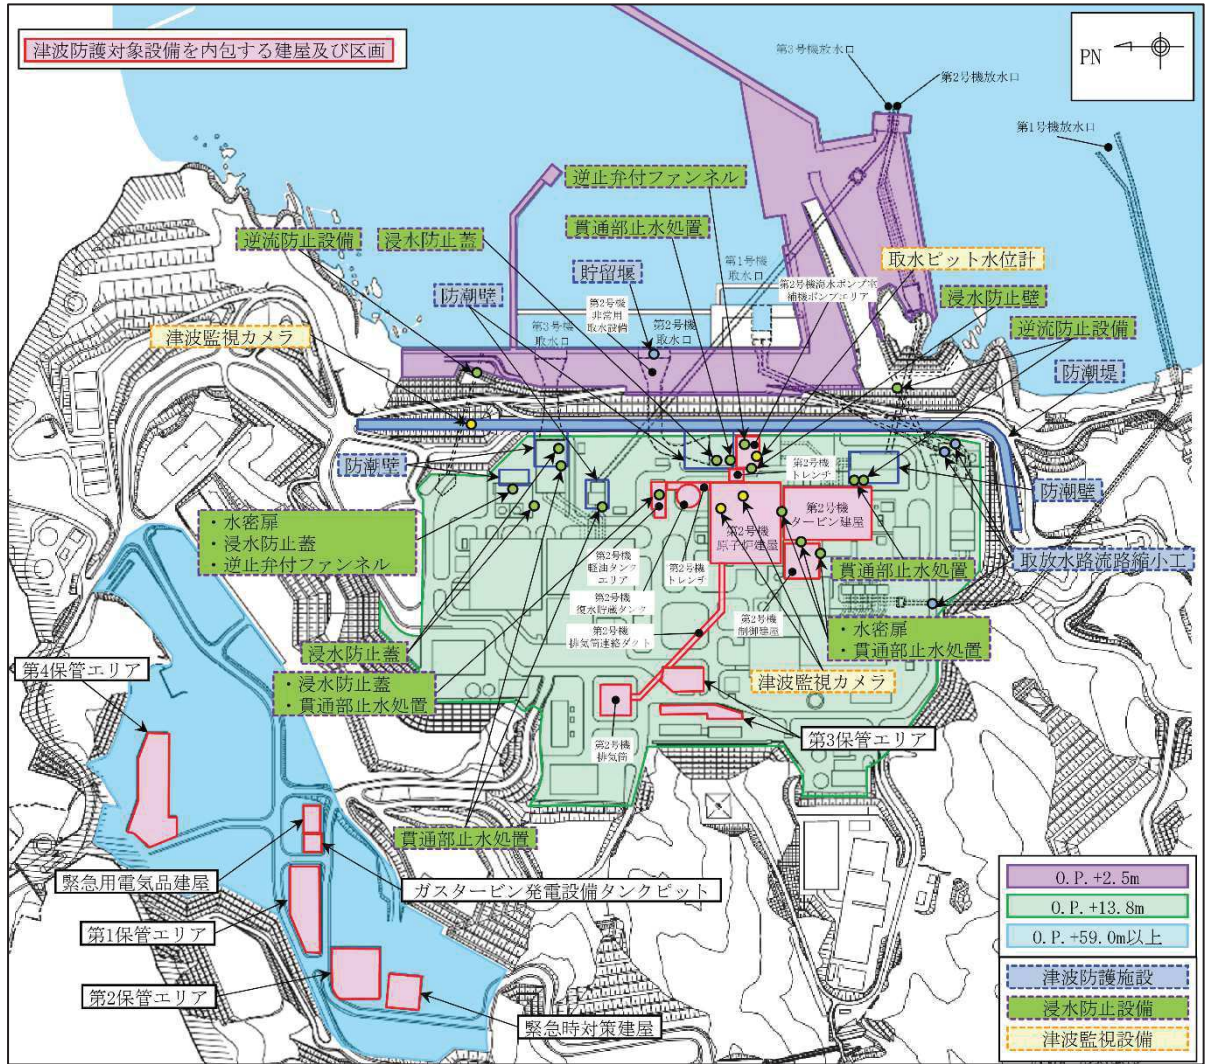 津波防護対象設備を内包する建屋及び区画
PN
第3号機放水口
第2号機放水口
第1号機放水口
逆止弁付ファンネル
貫通部止水処置
逆流防止設備
浸水防止蓋
貯留堰
防潮壁
第1号機
取水口
取水ピット水位計
第2号機海水ポンプ室
補機ポンプエリア
浸水防止壁
逆流防止設備
防潮堤
津波監視カメラ
第3号機
取水口
第2号機
非常用
取水設備
第2号機
取水口
防潮壁
第2号機
トレンチ
防潮壁
・水密扉
・浸水防止蓋
・逆止弁付ファンネル
第2号機
原子炉建屋
第2号機
タービン建屋
取放水路流路縮小工
貫通部止水処置
第2号機
軽油タンク
エリア
第2号機
トレンチ
第2号機
復水貯蔵タンク
第2号機
排気筒連絡ダクト
第2号機
制御建屋
・水密扉
・貫通部止水処置
浸水防止蓋
・浸水防止蓋
・貫通部止水処置
津波監視カメラ
第4保管エリア
第3保管エリア
第2号機
排気筒
貫通部止水処置
緊急用電気品建屋
ガスタービン発電設備タンクピット
第1保管エリア
第2保管エリア
緊急時対策建屋
O.P.+2.5m
O.P.+13.8m
O.P.+59.0m以上
津波防護施設
浸水防止設備
津波監視設備